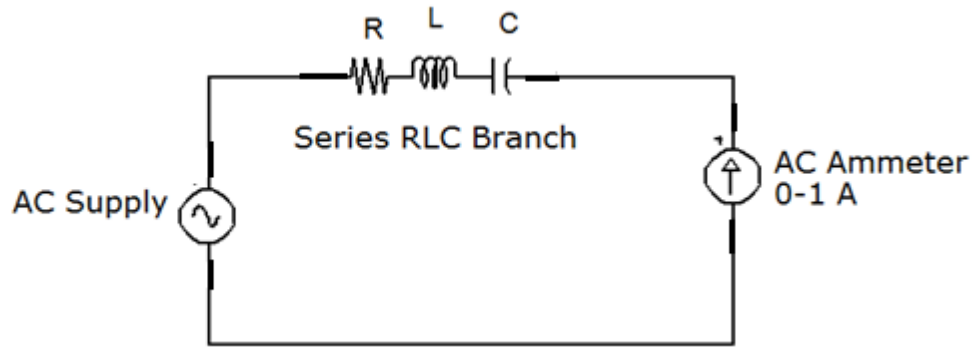 R L C
Series RLC Branch
AC Supply
AC Ammeter
0-1 A